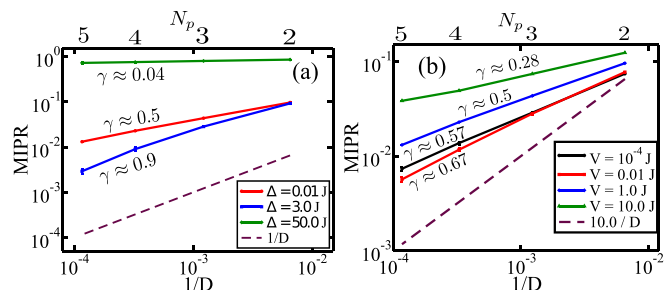 N_p
5 4 3 2
10^0
10^-1
10^-2
10^-3
10^-4
MIPR
γ ≈ 0.04
(a)
γ ≈ 0.5
γ ≈ 0.9
Δ = 0.01 J
Δ = 3.0 J
Δ = 50.0 J
1/D
10^-4 10^-3 10^-2
1/D
N_p
5 4 3 2
10^-1
10^-2
10^-3
MIPR
(b)
γ ≈ 0.28
γ ≈ 0.5
γ ≈ 0.57
γ ≈ 0.67
V = 10^-4 J
V = 0.01 J
V = 1.0 J
V = 10.0 J
10.0 / D
10^-4 10^-3 10^-2
1/D